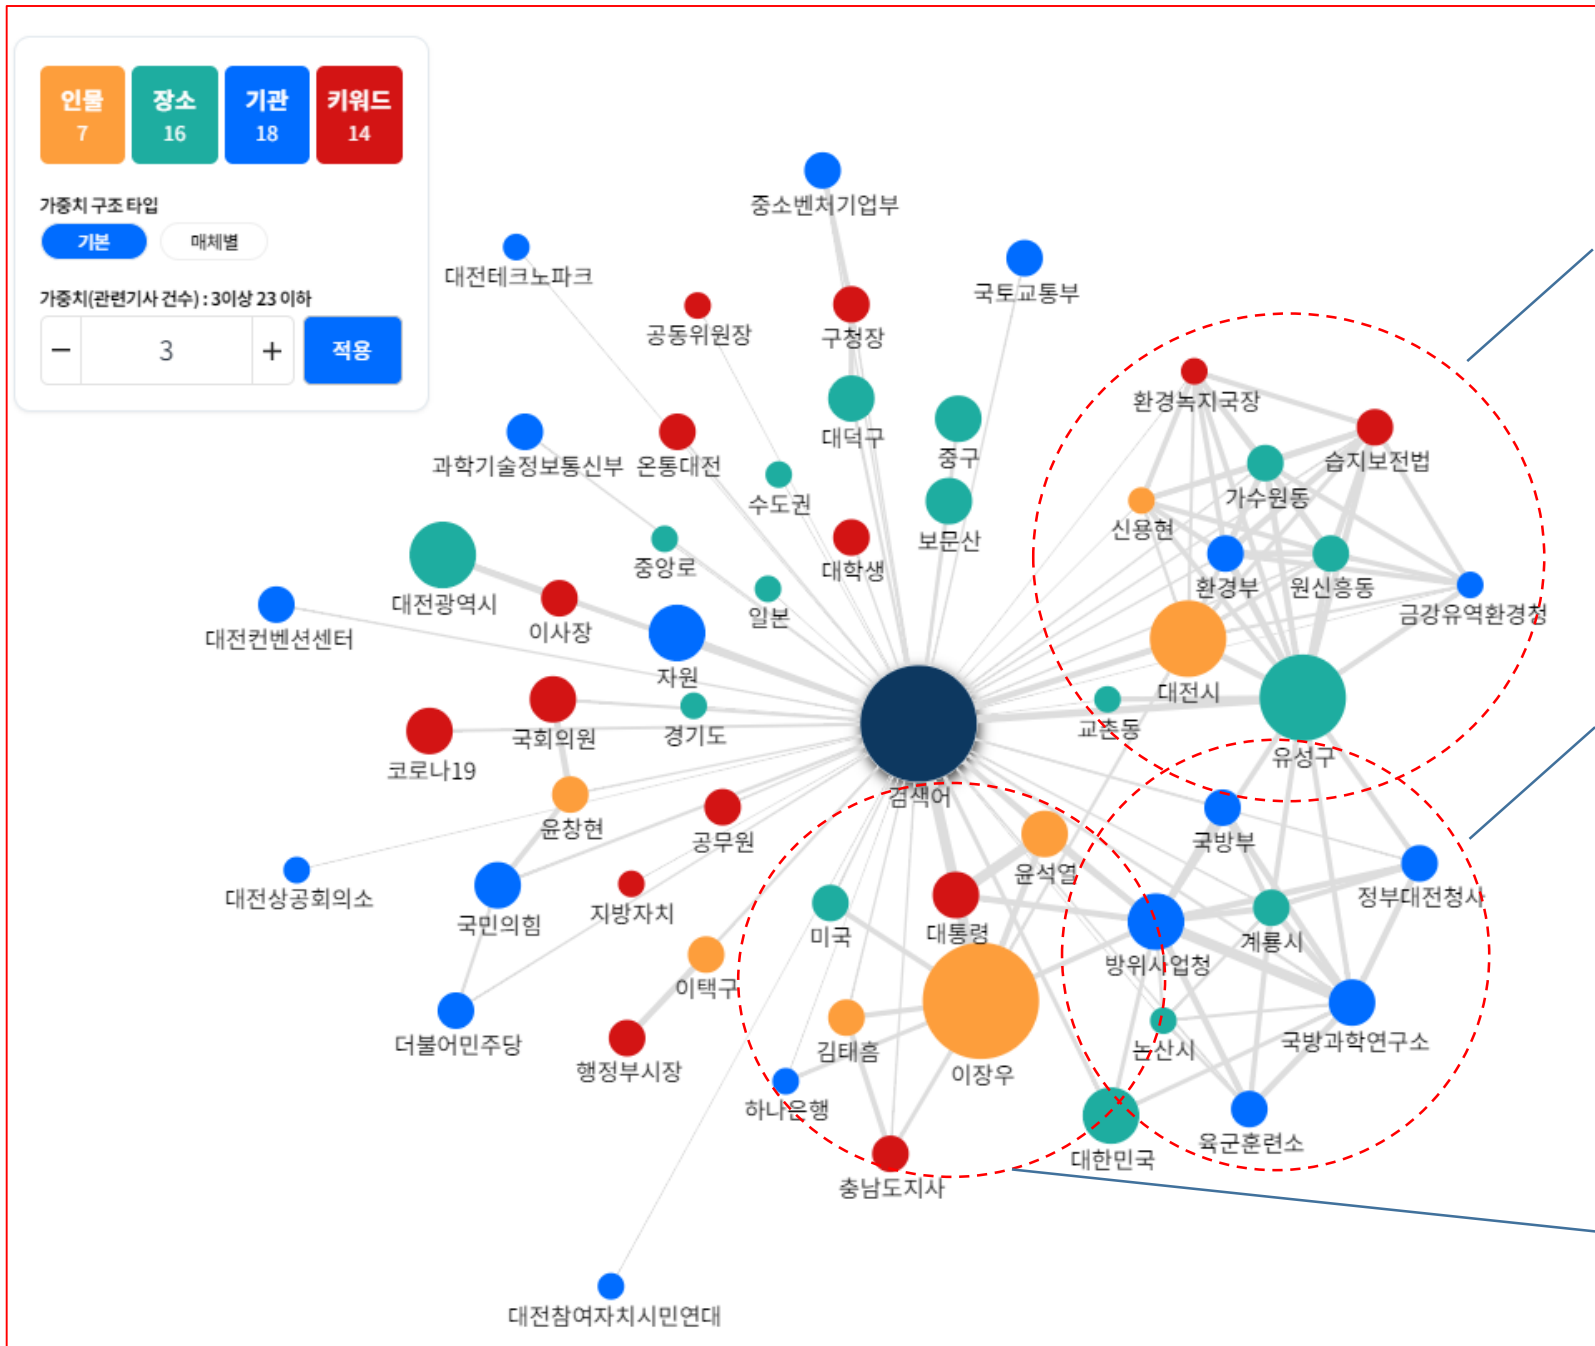 인물
7
장소
16
기관
18
키워드
14
가중치 구조 타입
기본
매체별
가중치(관련기사 건수) : 3이상 23 이하
−
3
+
적용
중소벤처기업부
대전테크노파크
국토교통부
공동위원장
구청장
환경녹지국장
대덕구
중구
습지보전법
과학기술정보통신부
온통대전
가수원동
수도권
신용현
보문산
대학생
중앙로
환경부
원신흥동
대전광역시
일본
금강유역환경청
이사장
대전컨벤션센터
자원
대전시
교촌동
국회의원
경기도
유성구
코로나19
검색어
윤창현
공무원
국방부
윤석열
정부대전청사
대전상공회의소
국민의힘
지방자치
미국
대통령
계룡시
방위사업청
이택구
더불어민주당
김태흠
논산시
국방과학연구소
행정부시장
이장우
하나은행
육군훈련소
대한민국
충남도지사
대전참여자치시민연대